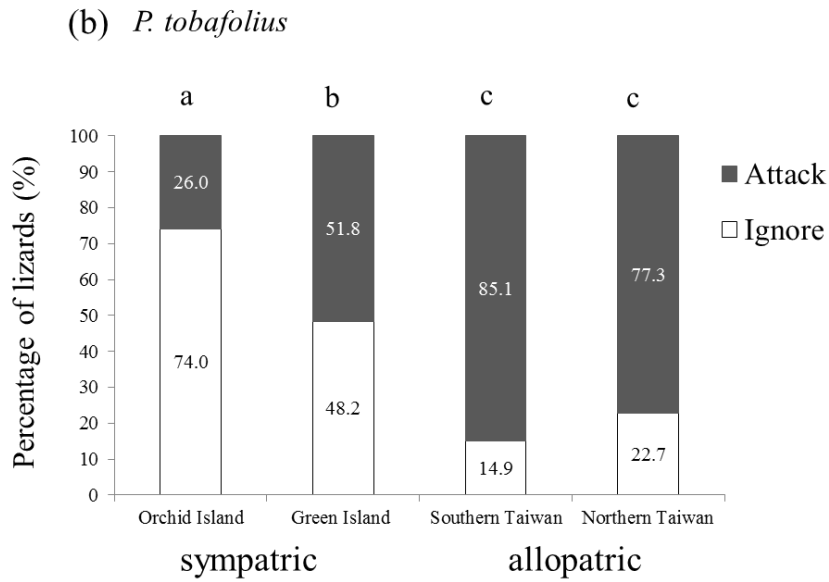 (b) P. tobafolius
a b c c
Percentage of lizards (%)
100
90
80
70
60
50
40
30
20
10
0
26.0
74.0
51.8
48.2
85.1
14.9
77.3
22.7
Attack
Ignore
Orchid Island Green Island Southern Taiwan Northern Taiwan
sympatric allopatric